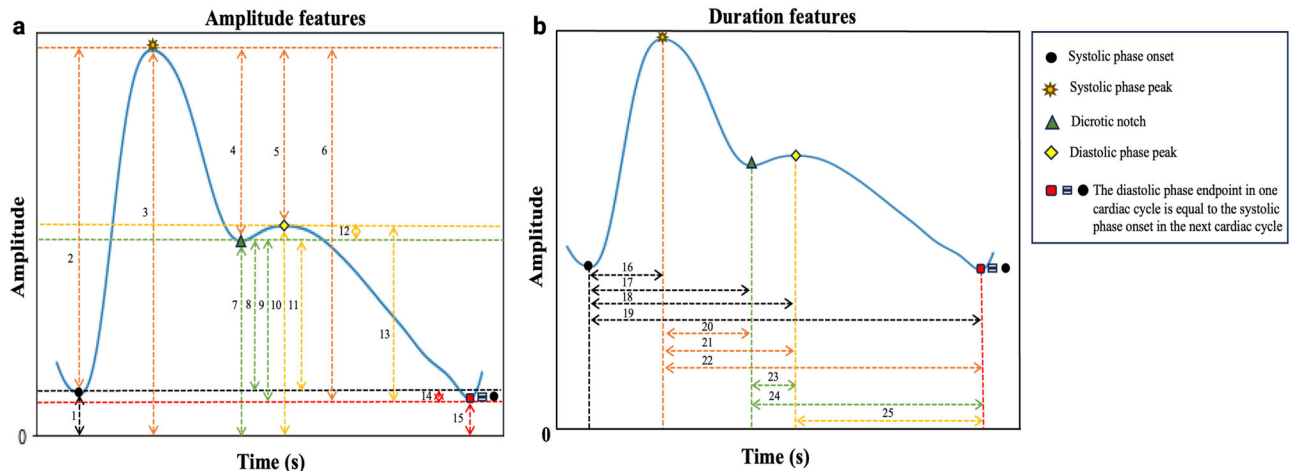 a
Amplitude features
Amplitude
2
3
4
5
6
12
7
8
9
10
11
13
1
14
15
0
Time (s)
b
Duration features
Amplitude
16
17
18
19
20
21
22
23
24
25
0
Time (s)
Systolic phase onset
Systolic phase peak
Dicrotic notch
Diastolic phase peak
The diastolic phase endpoint in one
cardiac cycle is equal to the systolic
phase onset in the next cardiac cycle